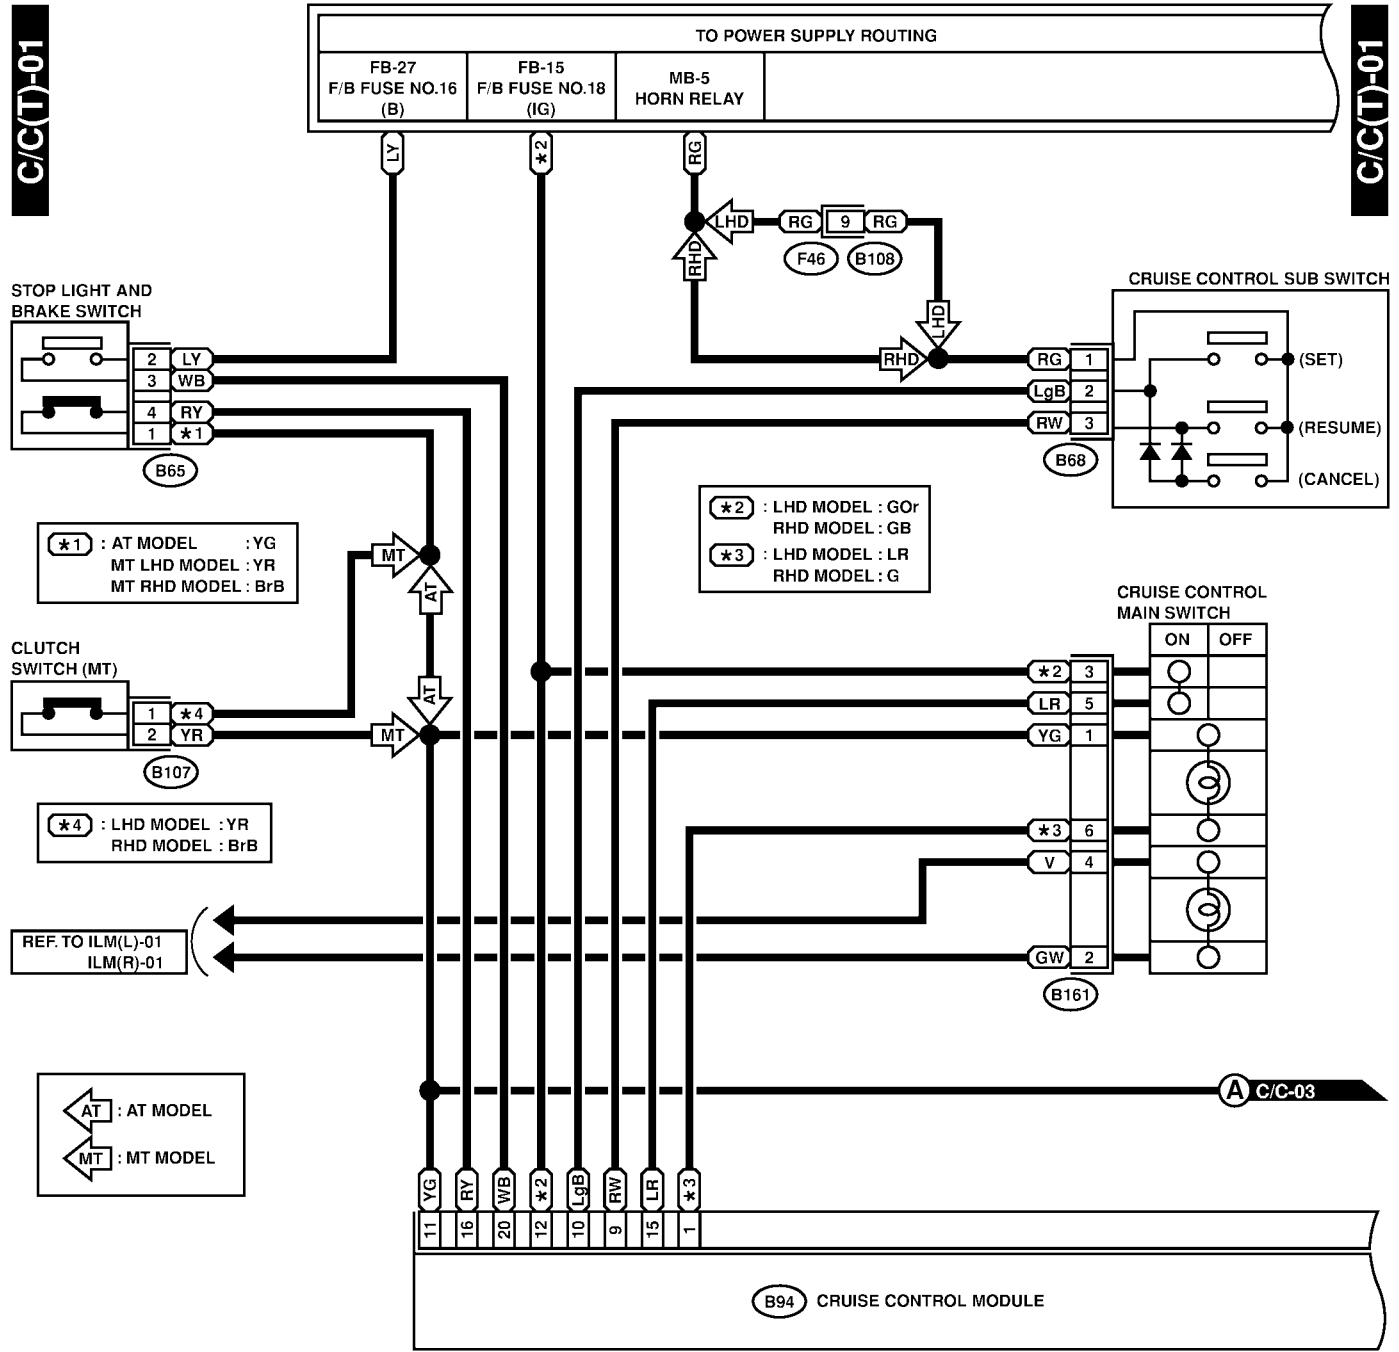 C/C(T)-01
C/C(T)-01
TO POWER SUPPLY ROUTING
FB-27
F/B FUSE NO.16
(B)
FB-15
F/B FUSE NO.18
(IG)
MB-5
HORN RELAY
LY
*2
RG
LHD
RG
9
RG
RHD
F46
B108
LHD
RHD
STOP LIGHT AND
BRAKE SWITCH
2 LY
3 WB
4 RY
1 *1
B65
CRUISE CONTROL SUB SWITCH
RG 1
LgB 2
RW 3
B68
(SET)
(RESUME)
(CANCEL)
*1 : AT MODEL : YG
MT LHD MODEL : YR
MT RHD MODEL : BrB
MT
AT
*2 : LHD MODEL : GOr
RHD MODEL : GB
*3 : LHD MODEL : LR
RHD MODEL : G
CLUTCH
SWITCH (MT)
1 *4
2 YR
B107
AT
MT
CRUISE CONTROL
MAIN SWITCH
ON OFF
*2 3
LR 5
YG 1
*3 6
V 4
GW 2
B161
*4 : LHD MODEL : YR
RHD MODEL : BrB
REF. TO ILM(L)-01
ILM(R)-01
A C/C-03
AT : AT MODEL
MT : MT MODEL
YG RY WB *2 LgB RW LR *3
11 16 20 12 10 9 15 1
B94 CRUISE CONTROL MODULE